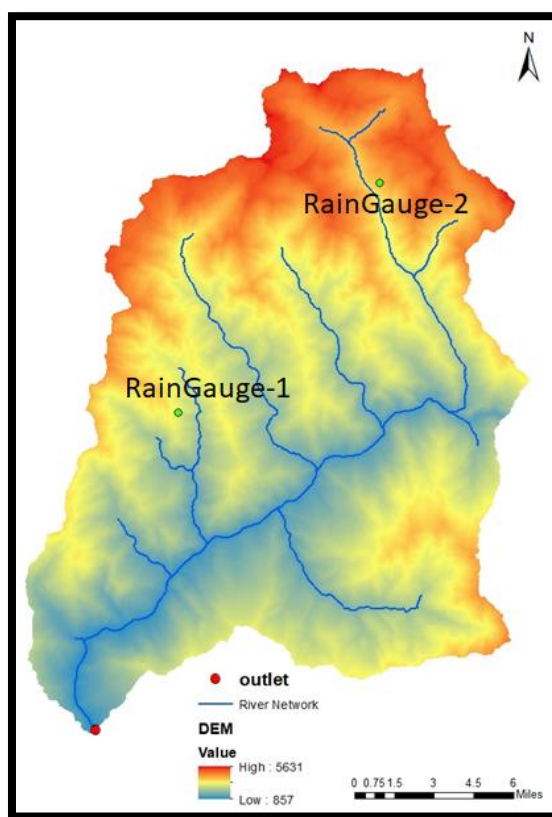 N
RainGauge-2
RainGauge-1
outlet
River Network
DEM
Value
High : 5631
Low : 857
0 0.75 1.5 3 4.5 6
Miles